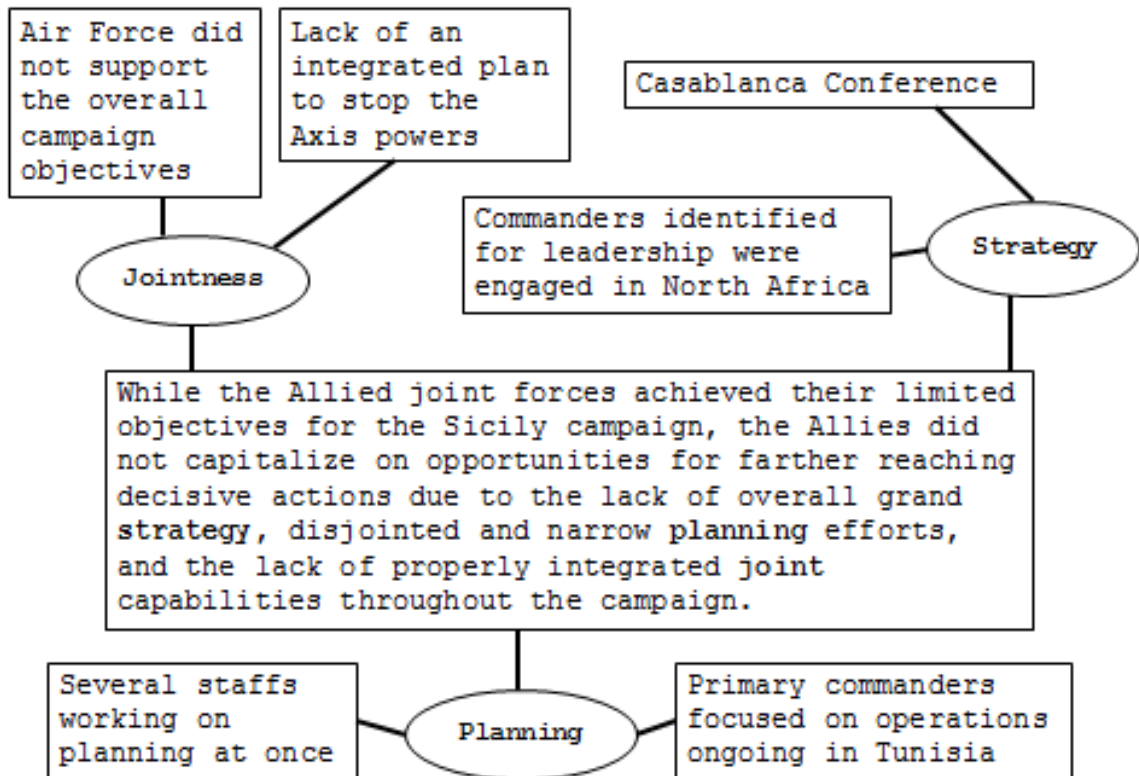 Air Force did
not support
the overall
campaign
objectives
Lack of an
integrated plan
to stop the
Axis powers
Casablanca Conference
Commanders identified
for leadership were
engaged in North Africa
Strategy
Jointness
While the Allied joint forces achieved their limited
objectives for the Sicily campaign, the Allies did
not capitalize on opportunities for farther reaching
decisive actions due to the lack of overall grand
strategy, disjointed and narrow planning efforts,
and the lack of properly integrated joint
capabilities throughout the campaign.
Several staffs
working on
planning at once
Planning
Primary commanders
focused on operations
ongoing in Tunisia